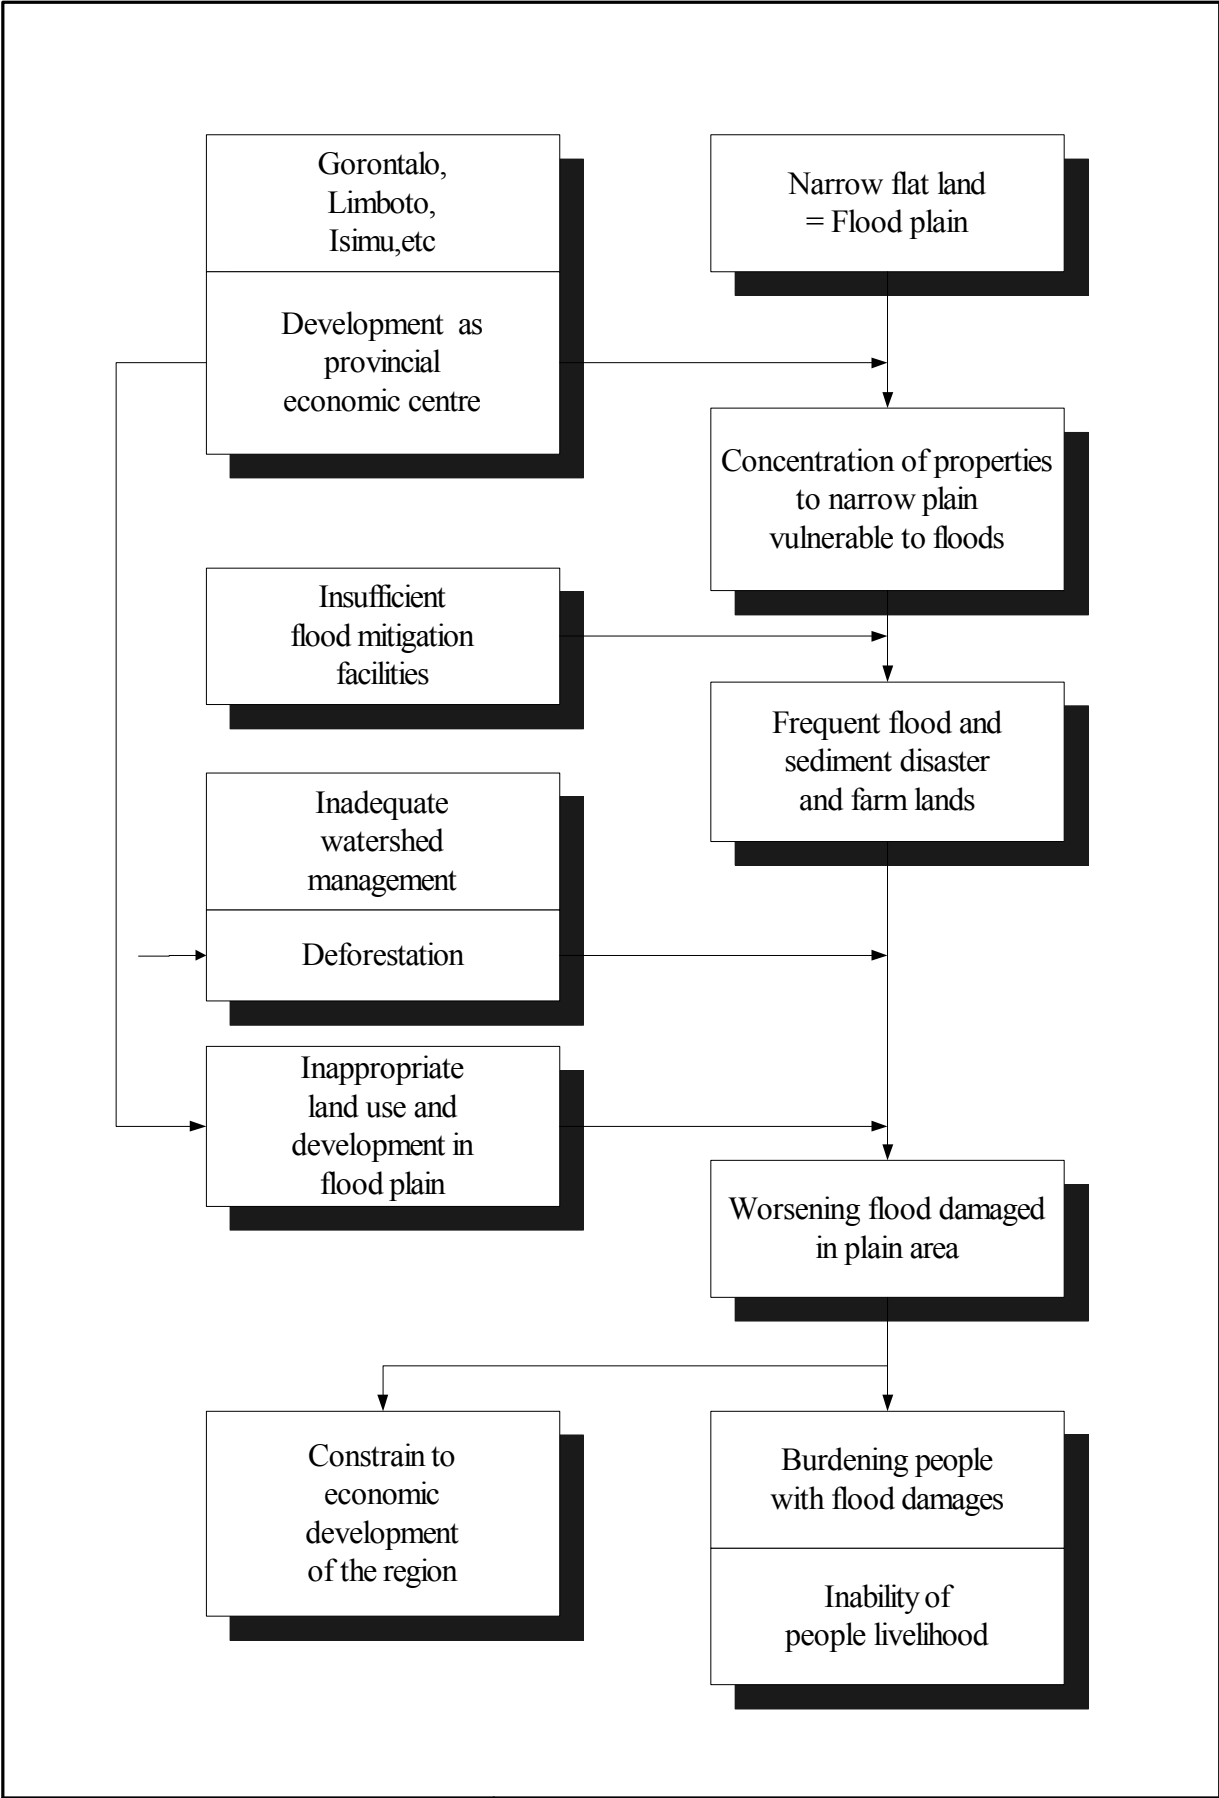 Gorontalo,
Limboto,
Isimu,etc
Development as
provincial
economic centre
Narrow flat land
= Flood plain
Concentration of properties
to narrow plain
vulnerable to floods
Insufficient
flood mitigation
facilities
Frequent flood and
sediment disaster
and farm lands
Inadequate
watershed
management
Deforestation
Inappropriate
land use and
development in
flood plain
Worsening flood damaged
in plain area
Constrain to
economic
development
of the region
Burdening people
with flood damages
Inability of
people livelihood